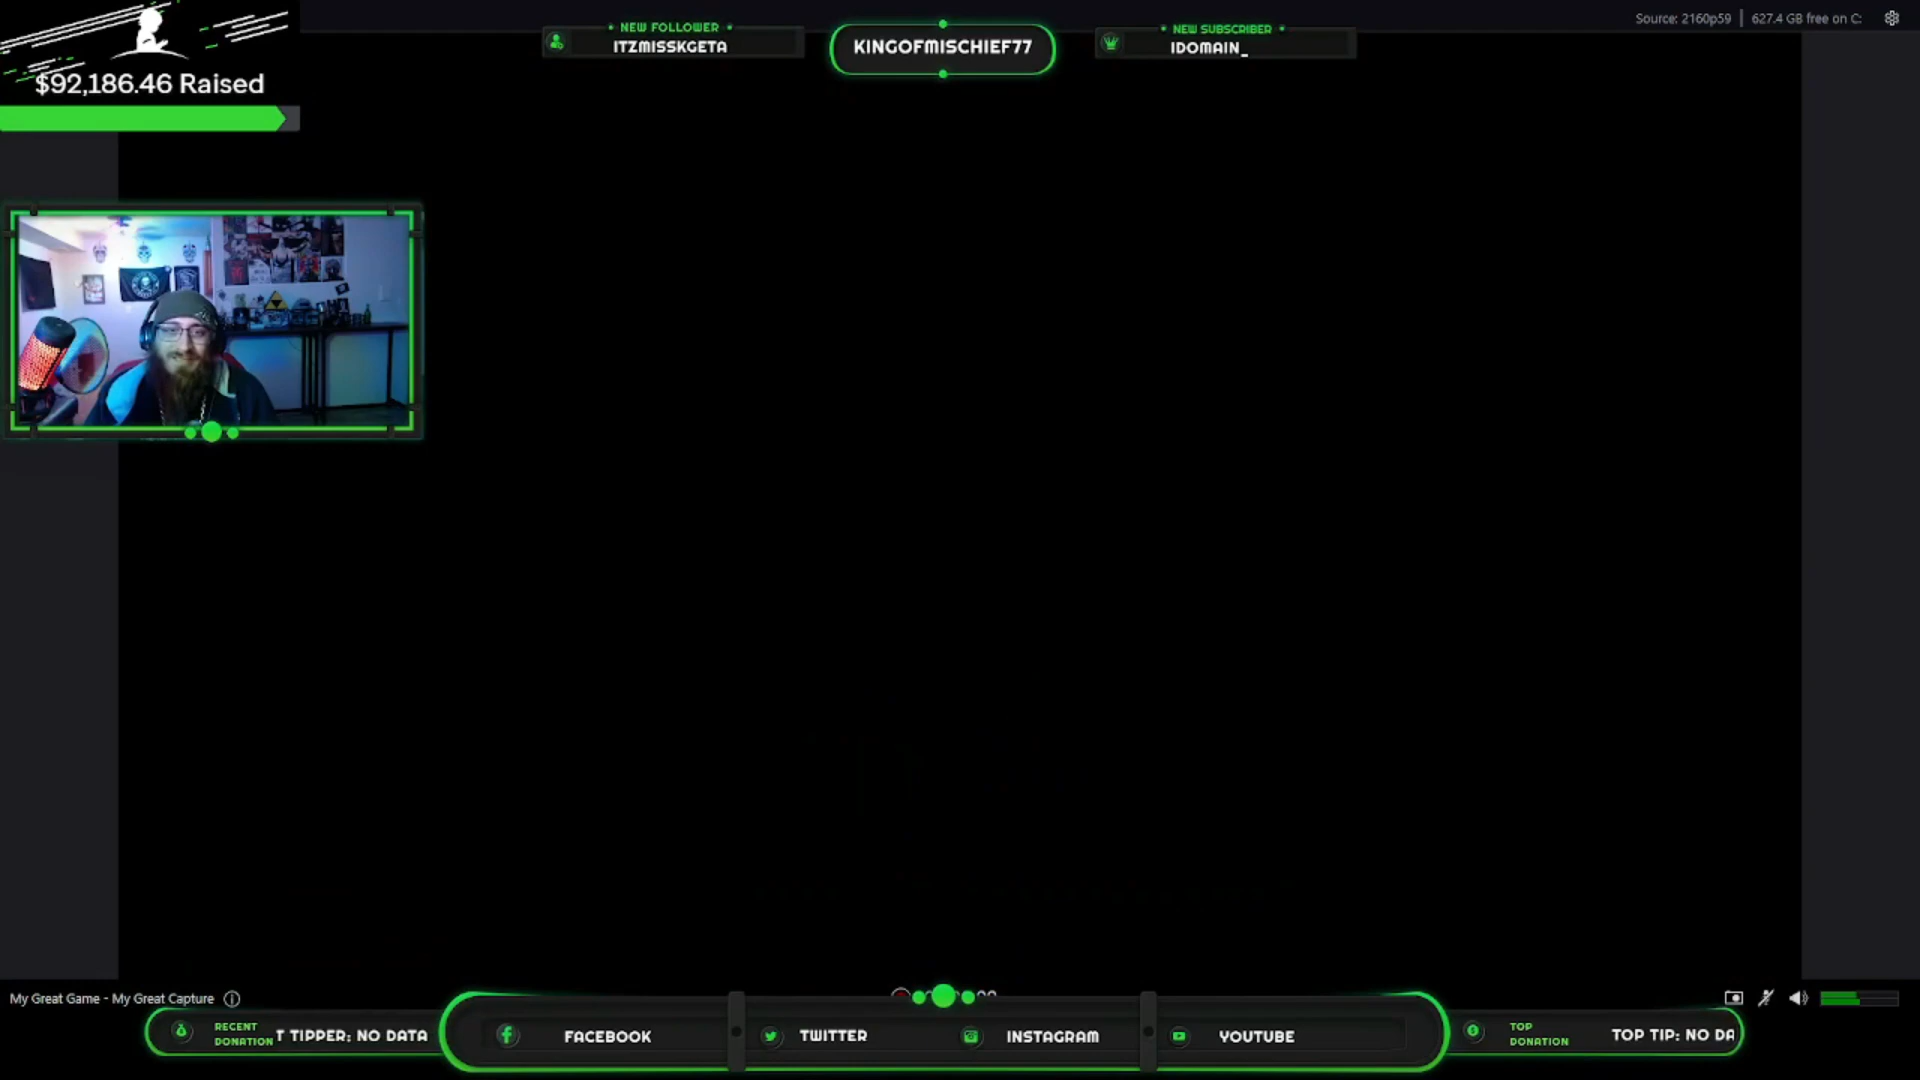 Source: 2160p59 | 627.4 GB free on C:
NEW FOLLOWER
ITZMISSKGETA
KINGOFMISCHIEF77
NEW SUBSCRIBER
IDOMAIN_
$92,186.46 Raised
My Great Game - My Great Capture
RECENT
DONATION
T TIPPER: NO DATA
FACEBOOK
TWITTER
INSTAGRAM
YOUTUBE
TOP
DONATION
TOP TIP: NO DA